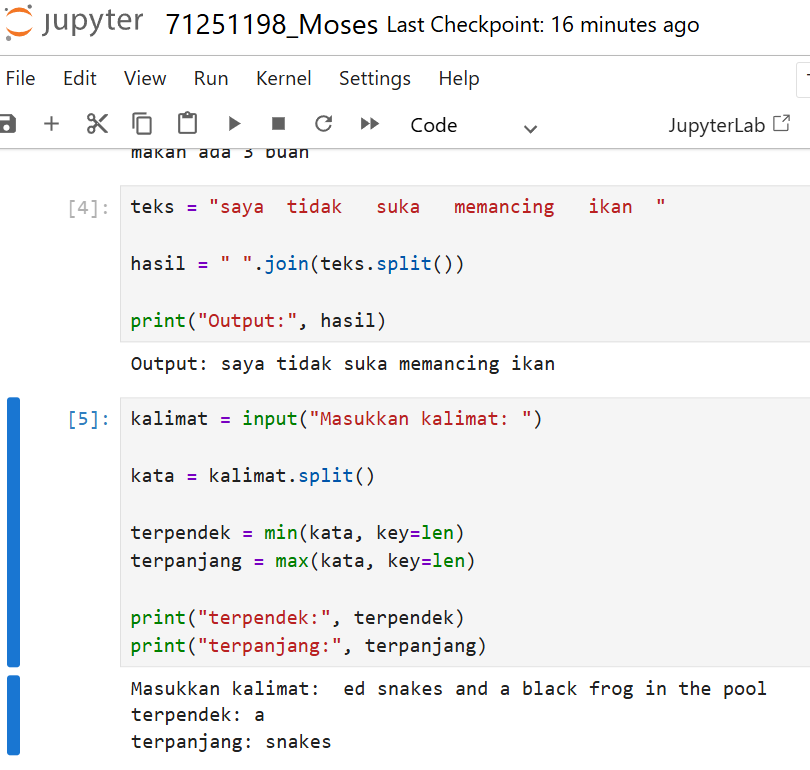 jupyter 71251198_Moses Last Checkpoint: 16 minutes ago
File Edit View Run Kernel Settings Help
Code JupyterLab
makan ada 3 buah
[4]: teks = "saya  tidak   suka   memancing   ikan  "
hasil = " ".join(teks.split())
print("Output:", hasil)
Output: saya tidak suka memancing ikan
[5]: kalimat = input("Masukkan kalimat: ")
kata = kalimat.split()
terpendek = min(kata, key=len)
terpanjang = max(kata, key=len)
print("terpendek:", terpendek)
print("terpanjang:", terpanjang)
Masukkan kalimat:  ed snakes and a black frog in the pool
terpendek: a
terpanjang: snakes